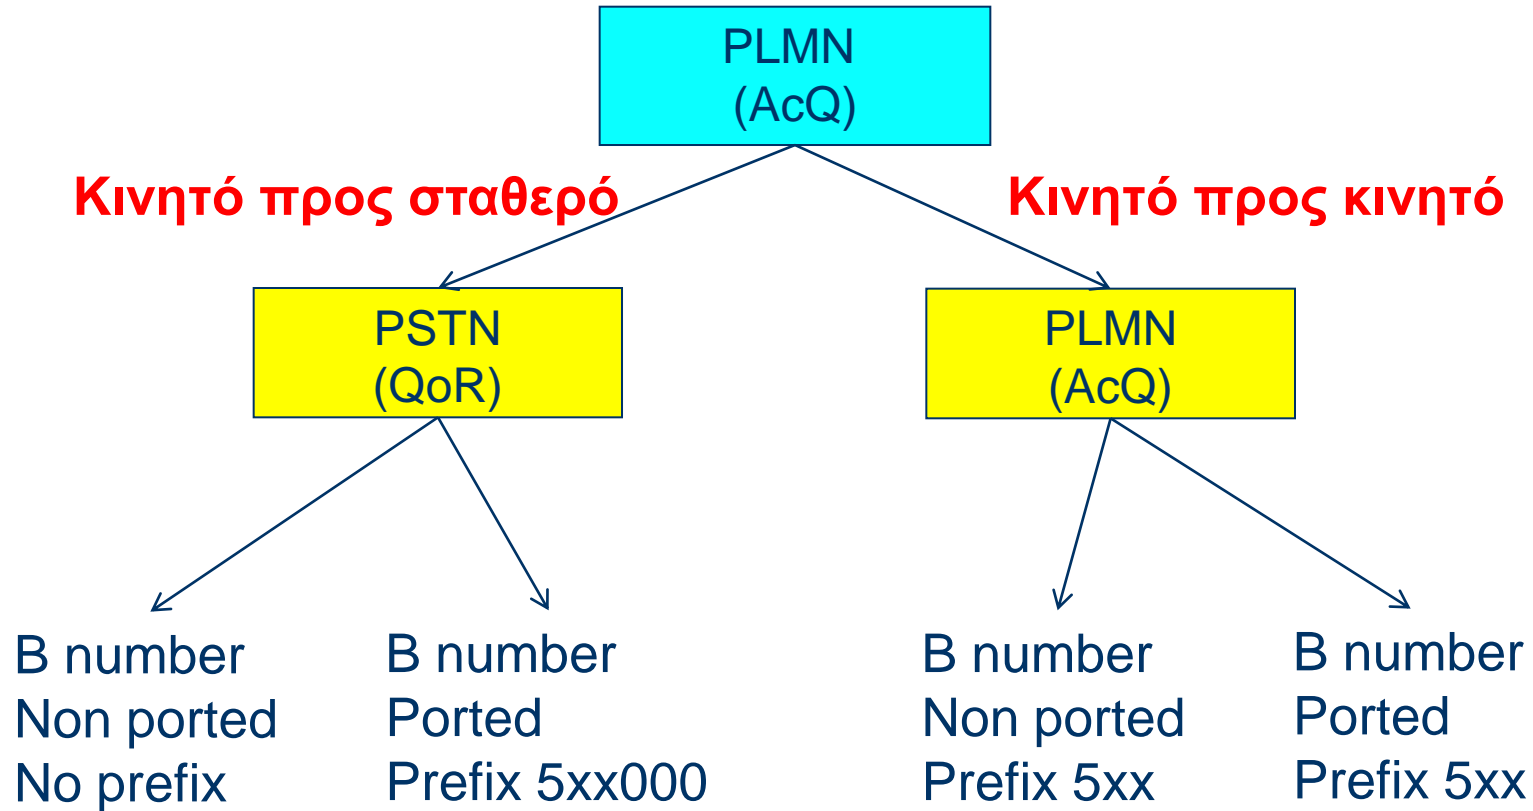 PLMN
(AcQ)
Κινητό προς σταθερό
Κινητό προς κινητό
PSTN
(QoR)
PLMN
(AcQ)
B number
Non ported
No prefix
B number
Ported
Prefix 5xx000
B number
Non ported
Prefix 5xx
B number
Ported
Prefix 5xx